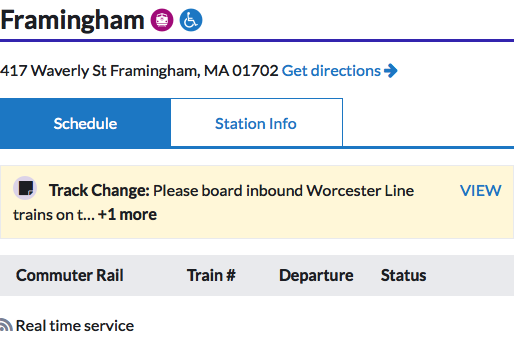 Framingham
417 Waverly St Framingham, MA 01702 Get directions
Schedule
Station Info
Track Change: Please board inbound Worcester Line
trains on t... +1 more
VIEW
Commuter Rail Train # Departure Status
Real time service